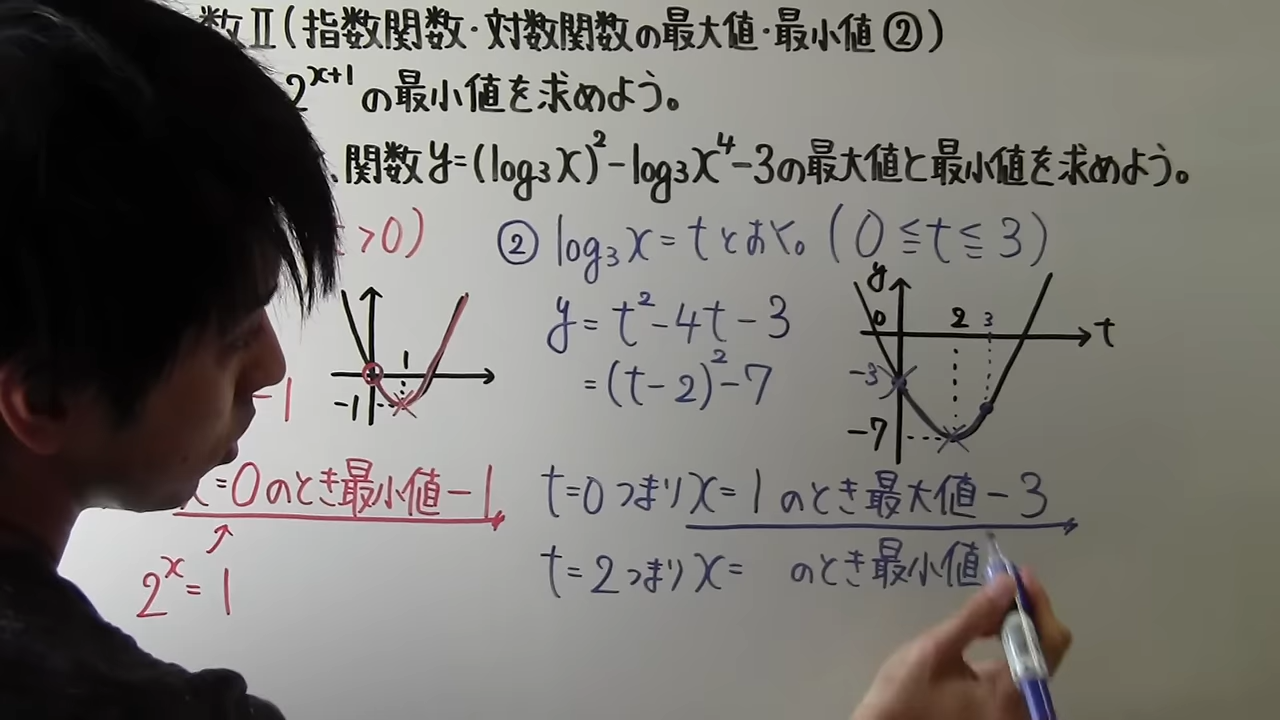 数Ⅱ(指数関数・対数関数の最大値・最小値②)
2^{x+1}の最小値を求めよう。
、関数y=(log₃x)²-log₃x⁴-3の最大値と最小値を求めよう。
>0)
-1
1
-1
x=0のとき最小値-1
2^x=1
② log₃x=tとおく。(0≦t≦3)
y=t²-4t-3
=(t-2)²-7
y
0 2 3 t
-3
-7
t=0つまりx=1のとき最大値-3
t=2つまりx= のとき最小値